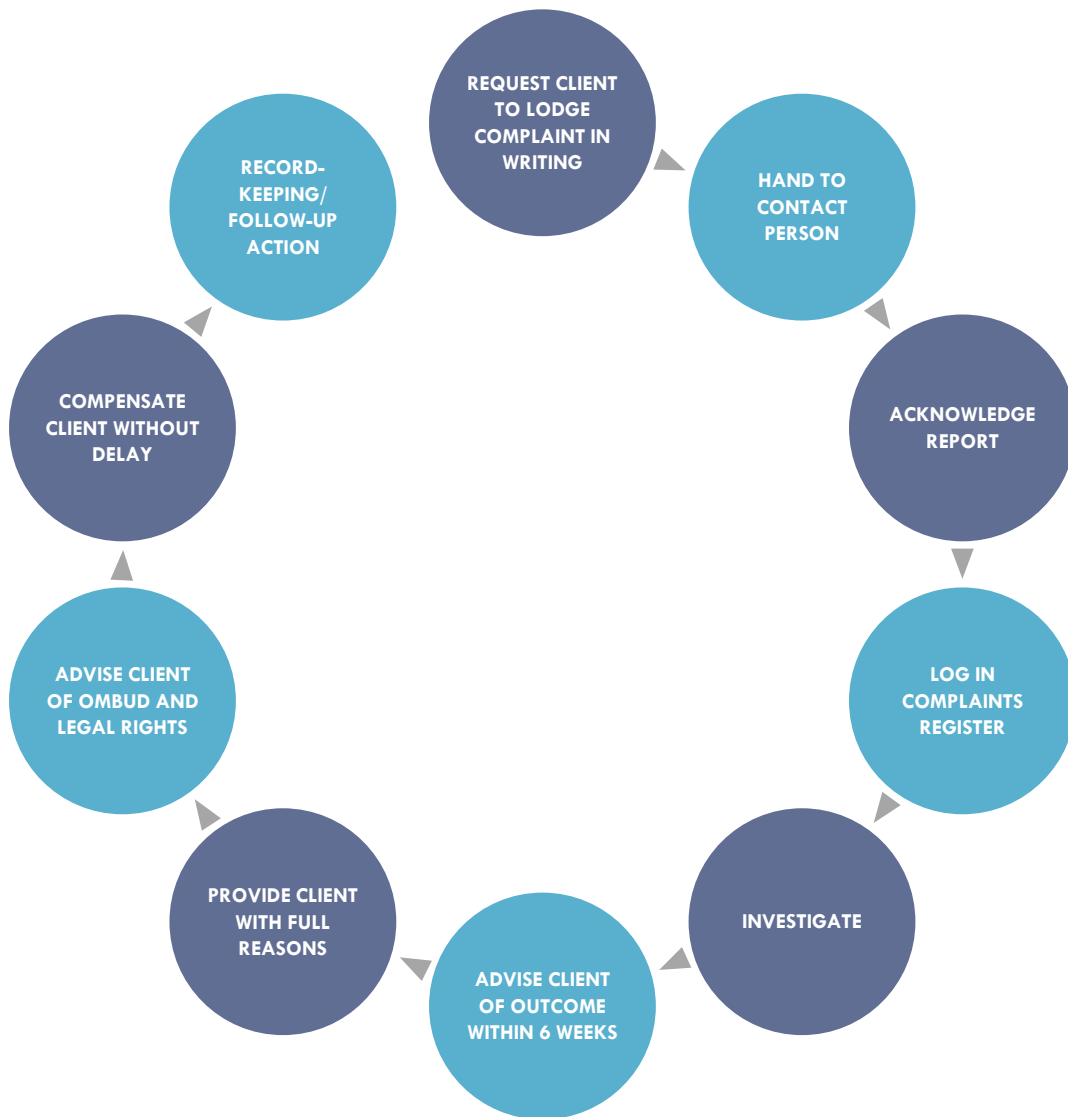 REQUEST CLIENT
TO LODGE
COMPLAINT IN
WRITING
HAND TO
CONTACT
PERSON
ACKNOWLEDGE
REPORT
LOG IN
COMPLAINTS
REGISTER
INVESTIGATE
ADVISE CLIENT
OF OUTCOME
WITHIN 6 WEEKS
PROVIDE CLIENT
WITH FULL
REASONS
ADVISE CLIENT
OF OMBUD AND
LEGAL RIGHTS
COMPENSATE
CLIENT WITHOUT
DELAY
RECORD-
KEEPING/
FOLLOW-UP
ACTION